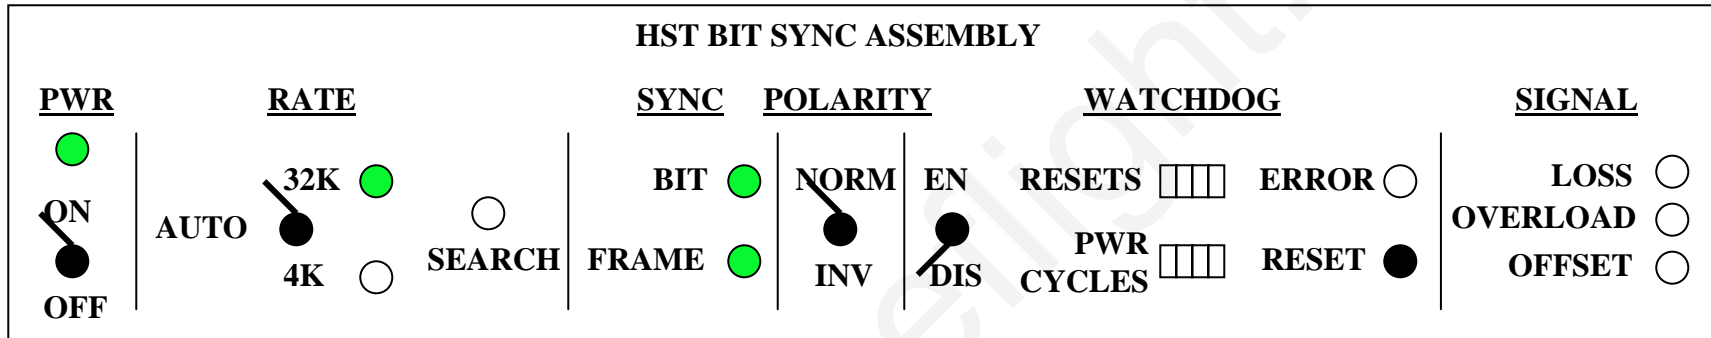 HST BIT SYNC ASSEMBLY
PWR RATE SYNC POLARITY WATCHDOG SIGNAL
32K BIT NORM EN RESETS ERROR LOSS
ON AUTO SEARCH OVERLOAD
4K FRAME INV DIS PWR CYCLES RESET OFFSET
OFF
eflight.